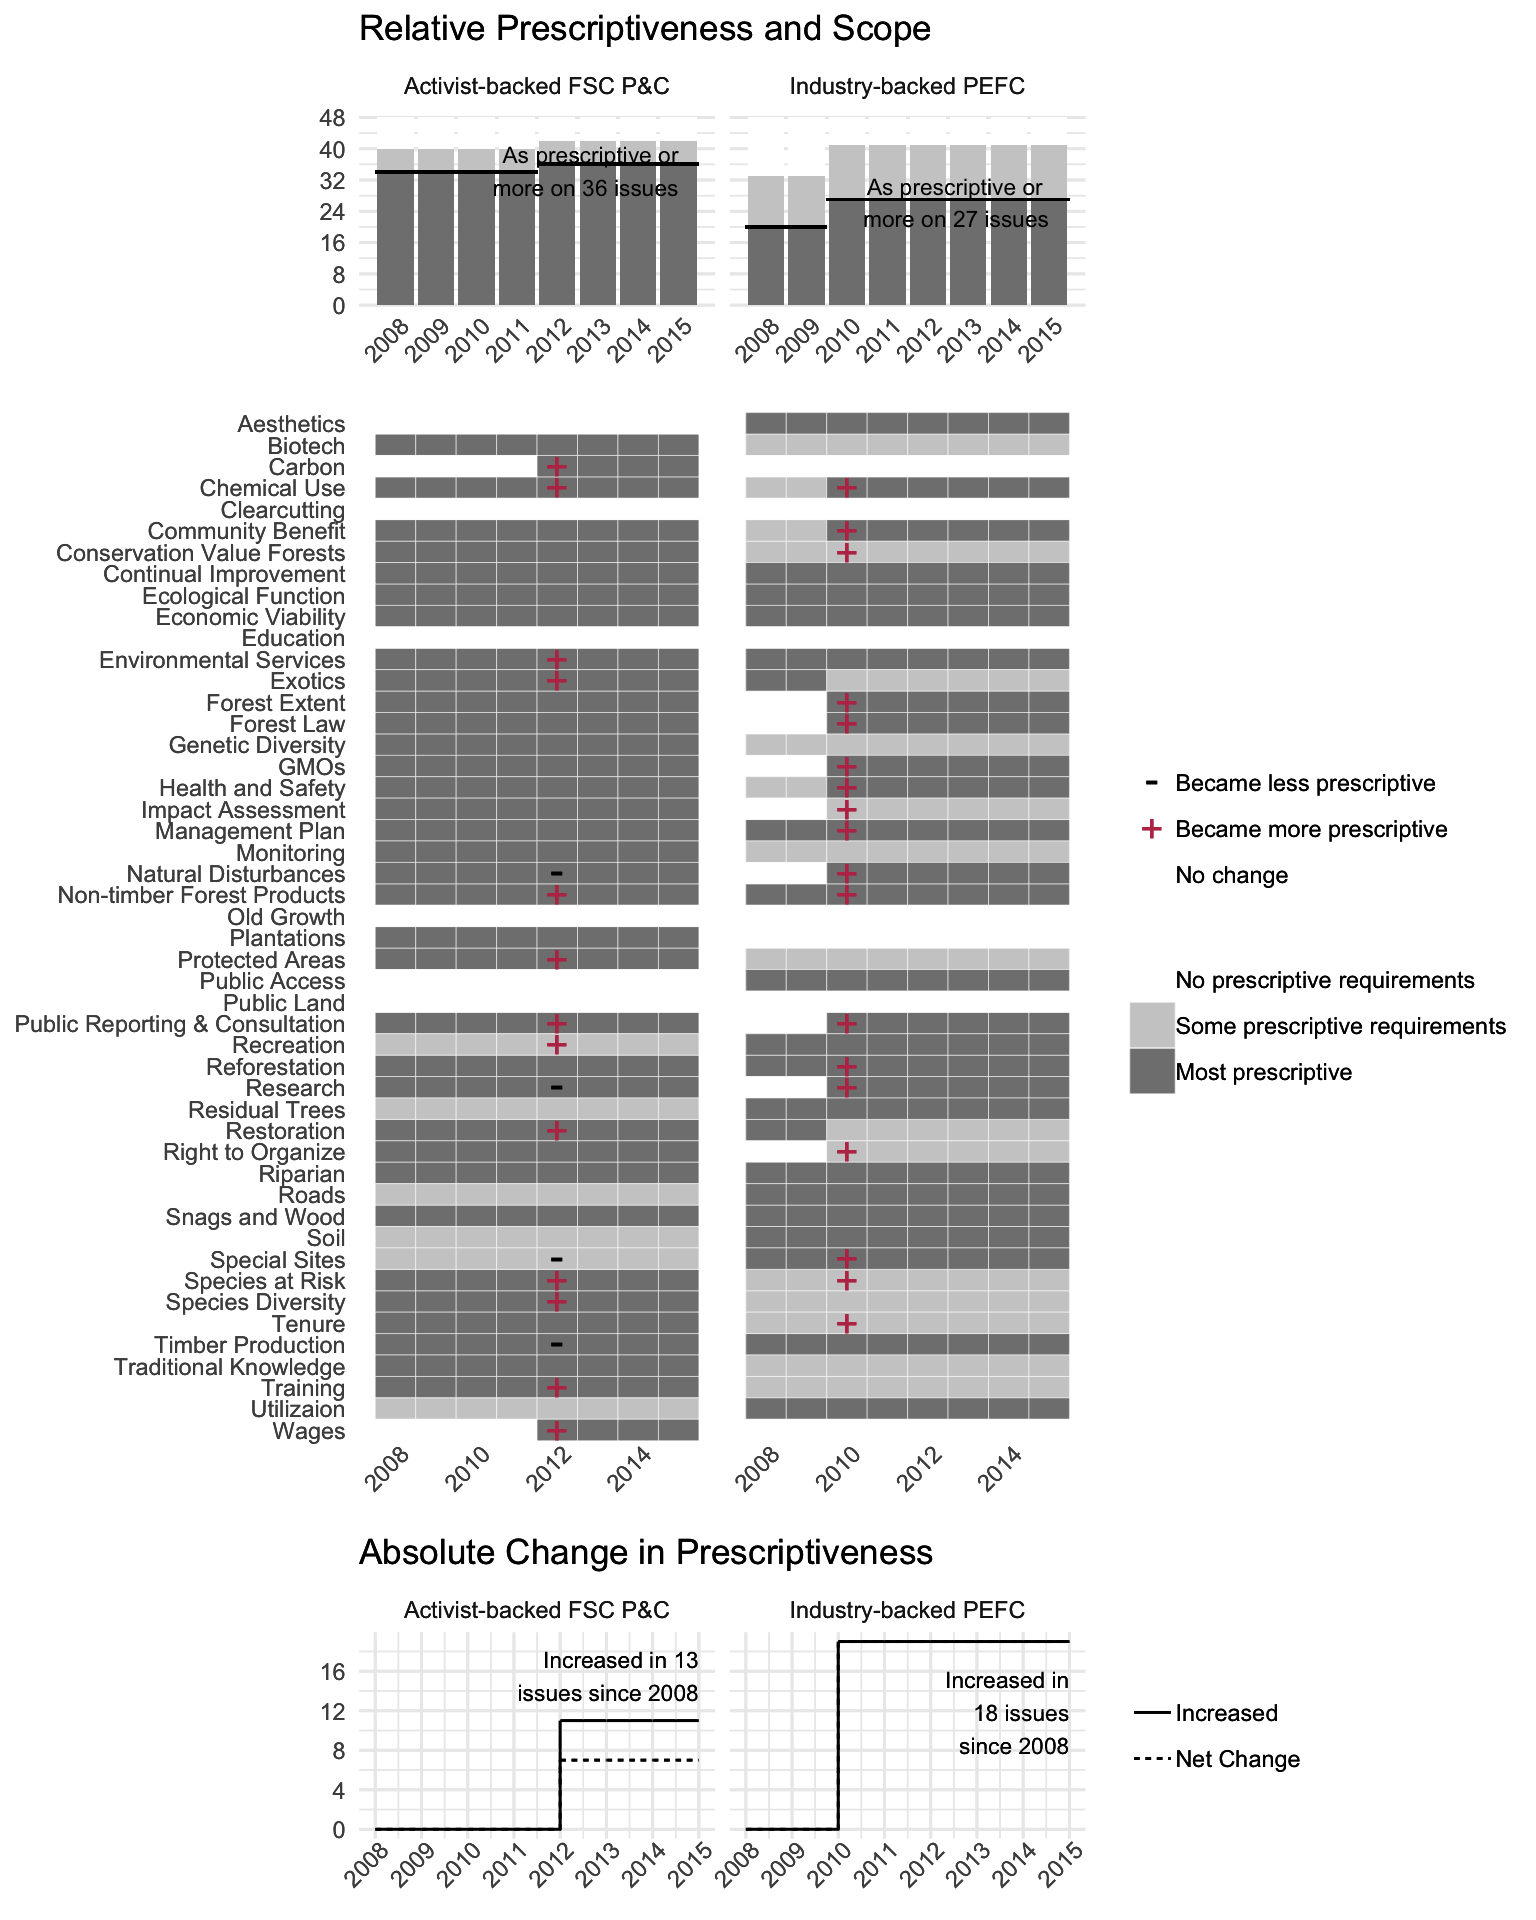 Relative Prescriptiveness and Scope
Activist-backed FSC P&C
Industry-backed PEFC
48
40
32
24
16
8
0
As prescriptive or
more on 36 issues
As prescriptive or
more on 27 issues
2008 2009 2010 2011 2012 2013 2014 2015
2008 2009 2010 2011 2012 2013 2014 2015
Aesthetics
Biotech
Carbon
Chemical Use
Clearcutting
Community Benefit
Conservation Value Forests
Continual Improvement
Ecological Function
Economic Viability
Education
Environmental Services
Exotics
Forest Extent
Forest Law
Genetic Diversity
GMOs
Health and Safety
Impact Assessment
Management Plan
Monitoring
Natural Disturbances
Non-timber Forest Products
Old Growth
Plantations
Protected Areas
Public Access
Public Land
Public Reporting & Consultation
Recreation
Reforestation
Research
Residual Trees
Restoration
Right to Organize
Riparian
Roads
Snags and Wood
Soil
Special Sites
Species at Risk
Species Diversity
Tenure
Timber Production
Traditional Knowledge
Training
Utilizaion
Wages
2008 2010 2012 2014
2008 2010 2012 2014
- Became less prescriptive
+ Became more prescriptive
No change
No prescriptive requirements
Some prescriptive requirements
Most prescriptive
Absolute Change in Prescriptiveness
Activist-backed FSC P&C
Industry-backed PEFC
16
12
8
4
0
Increased in 13
issues since 2008
Increased in
18 issues
since 2008
2008 2009 2010 2011 2012 2013 2014 2015
2008 2009 2010 2011 2012 2013 2014 2015
Increased
Net Change